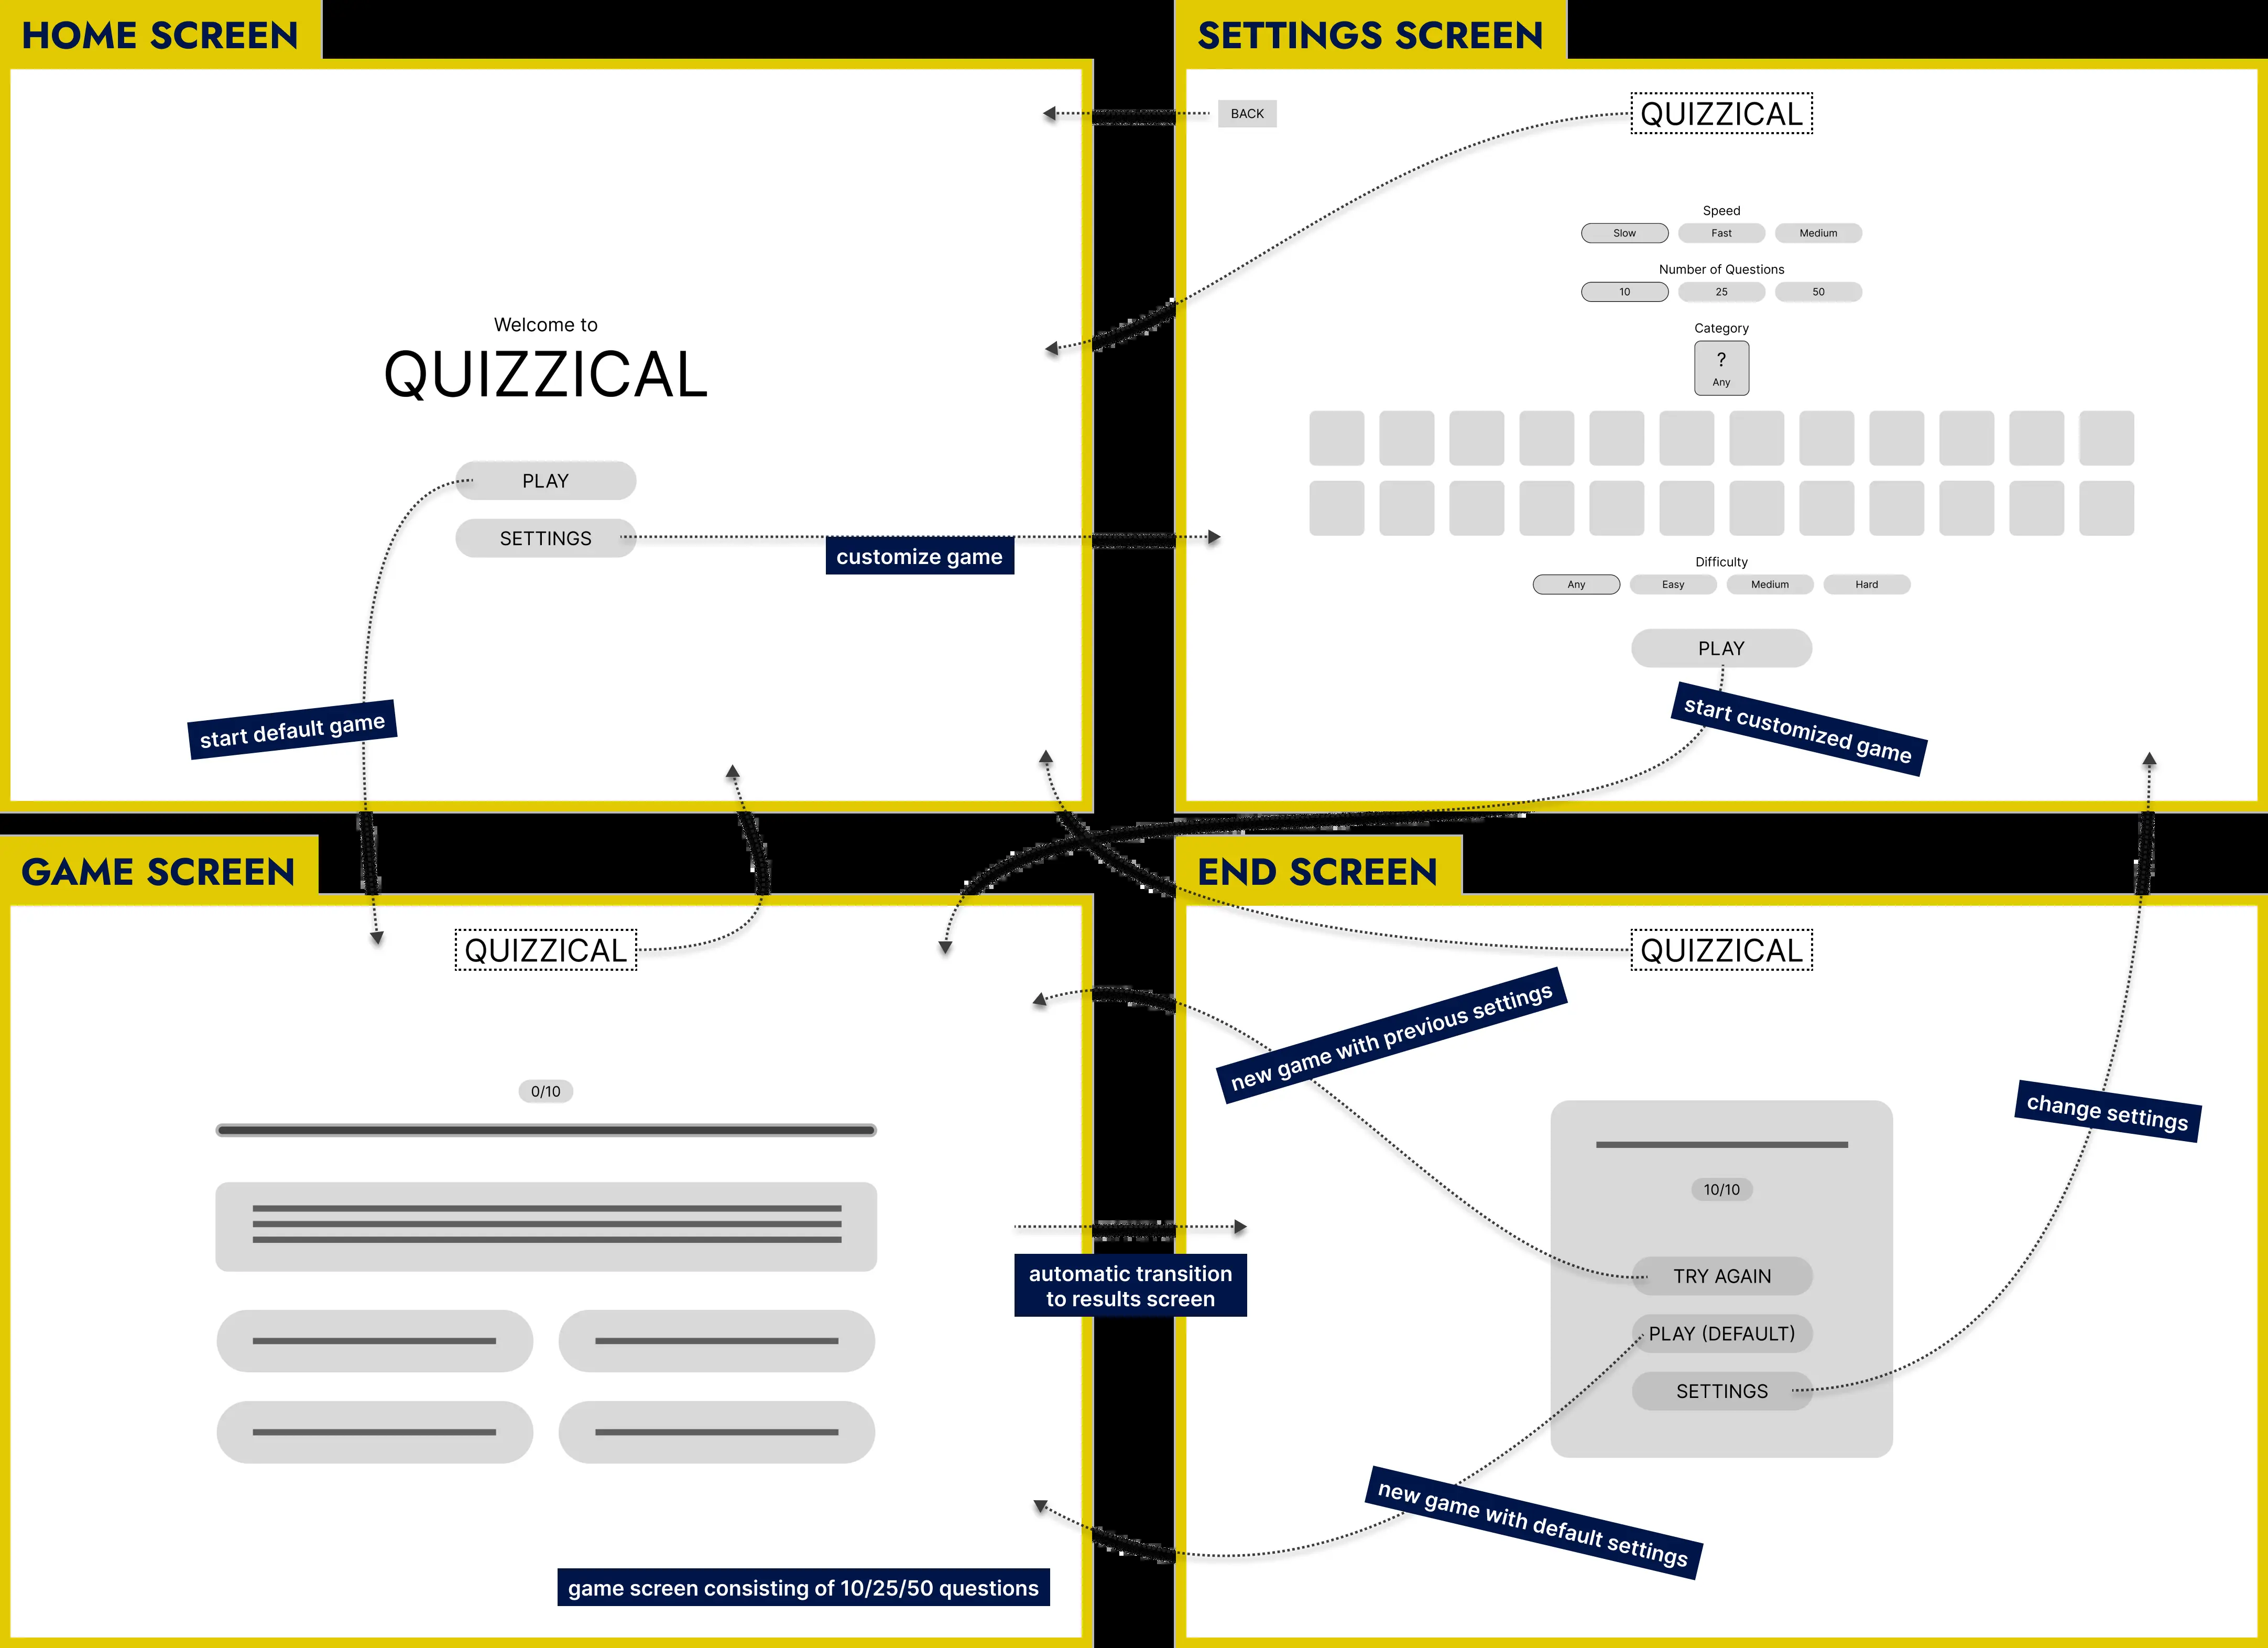 HOME SCREEN
Welcome to
QUIZZICAL
PLAY
SETTINGS
customize game
start default game
SETTINGS SCREEN
BACK
QUIZZICAL
Speed
Slow Fast Medium
Number of Questions
10 25 50
Category
?
Any
Difficulty
Any Easy Medium Hard
PLAY
start customized game
GAME SCREEN
QUIZZICAL
0/10
automatic transition
to results screen
game screen consisting of 10/25/50 questions
END SCREEN
QUIZZICAL
new game with previous settings
change settings
10/10
TRY AGAIN
PLAY (DEFAULT)
SETTINGS
new game with default settings